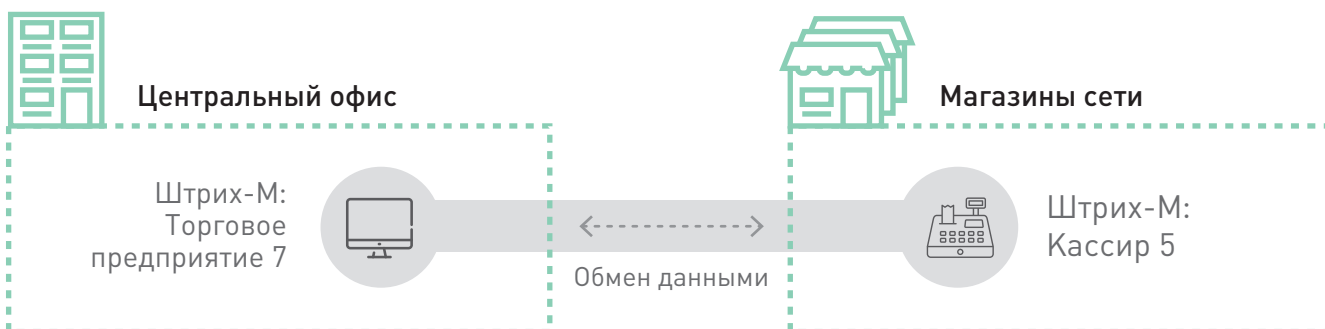 Центральный офис
Магазины сети
Штрих-М:
Торговое
предприятие 7
Обмен данными
Штрих-М:
Кассир 5